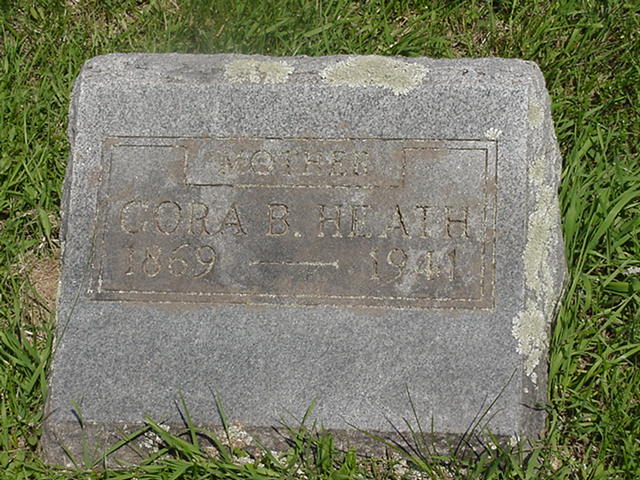 MOTHER
CORA B. HEATH
1869 — 1941